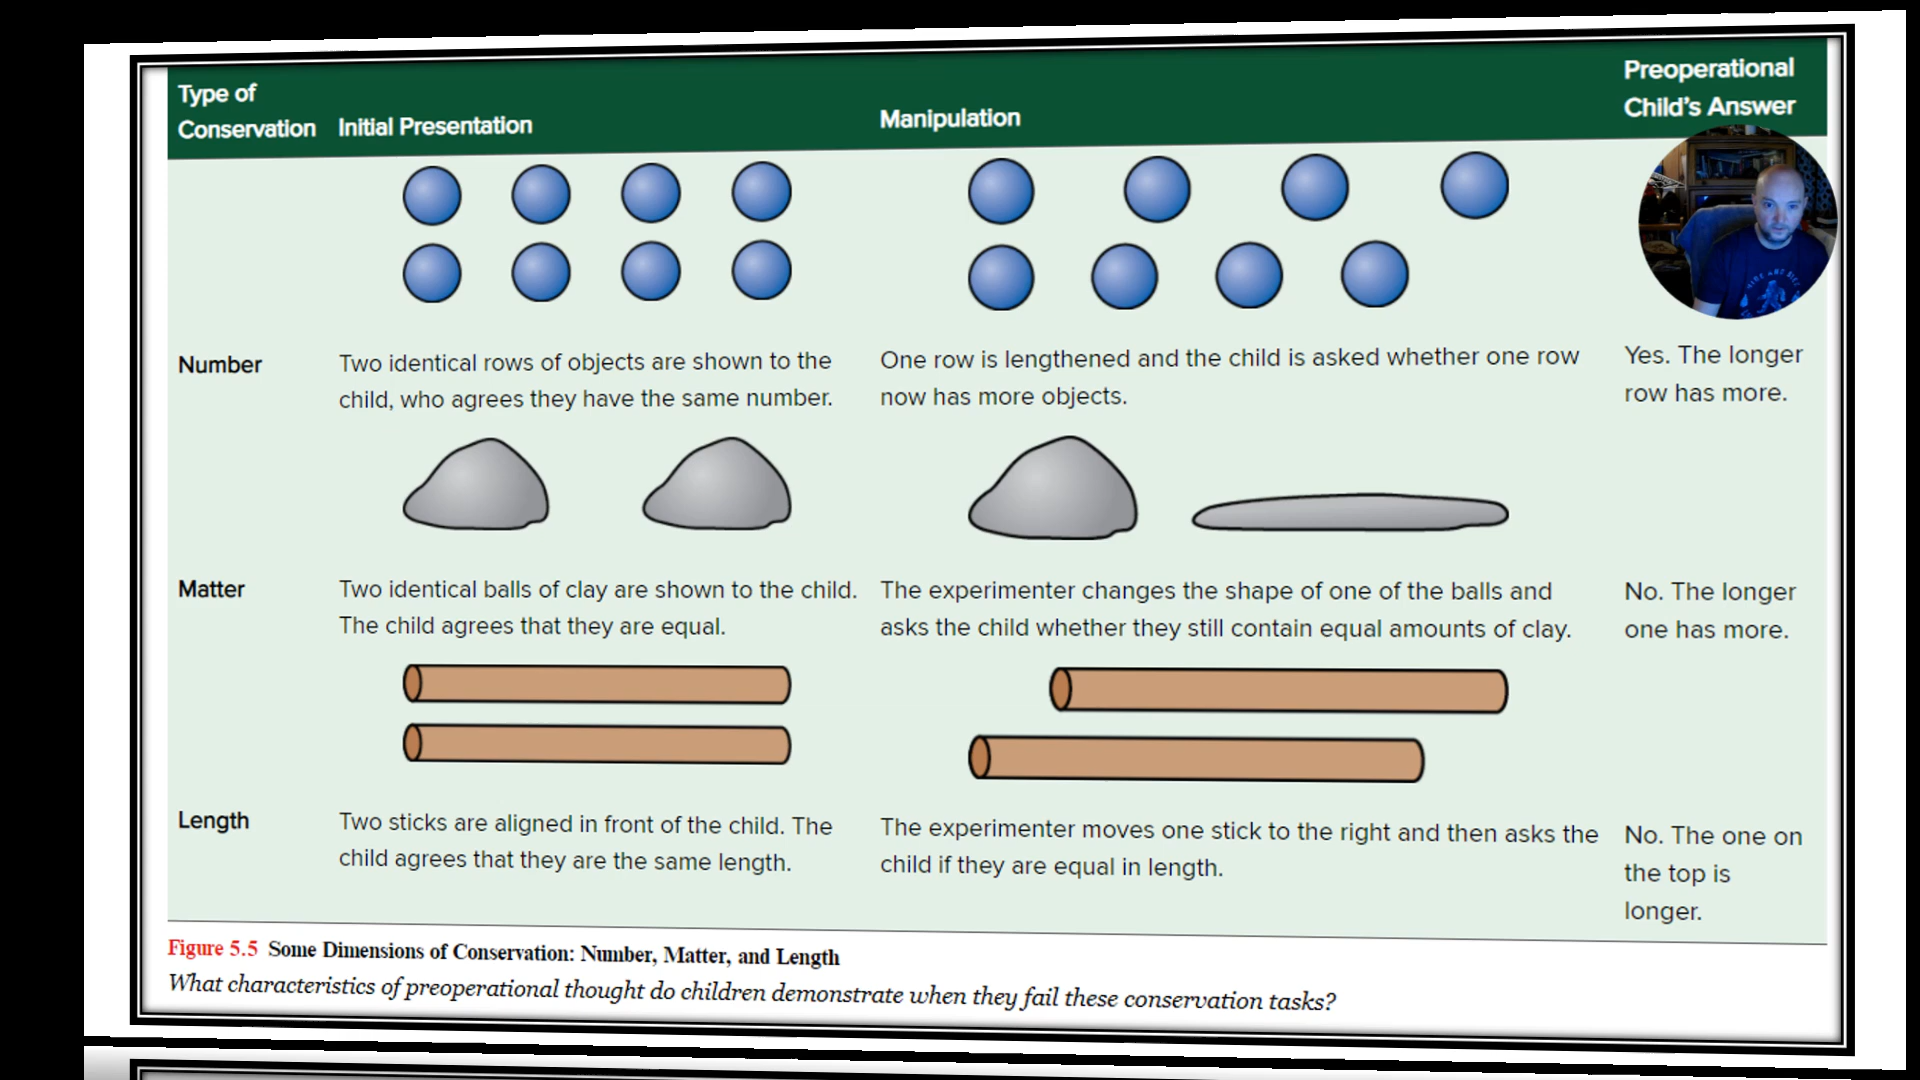 Type of
Conservation
Initial Presentation
Manipulation
Preoperational
Child's Answer
Number
Two identical rows of objects are shown to the
child, who agrees they have the same number.
One row is lengthened and the child is asked whether one row
now has more objects.
Yes. The longer
row has more.
Matter
Two identical balls of clay are shown to the child.
The child agrees that they are equal.
The experimenter changes the shape of one of the balls and
asks the child whether they still contain equal amounts of clay.
No. The longer
one has more.
Length
Two sticks are aligned in front of the child. The
child agrees that they are the same length.
The experimenter moves one stick to the right and then asks the
child if they are equal in length.
No. The one on
the top is
longer.
Figure 5.5 Some Dimensions of Conservation: Number, Matter, and Length
What characteristics of preoperational thought do children demonstrate when they fail these conservation tasks?